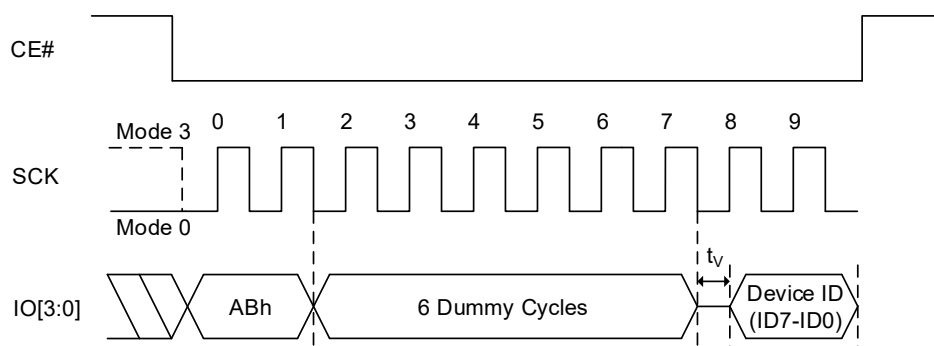 CE#
Mode 3 0 1 2 3 4 5 6 7 8 9
SCK
Mode 0
tV
IO[3:0] ABh 6 Dummy Cycles Device ID
(ID7-ID0)